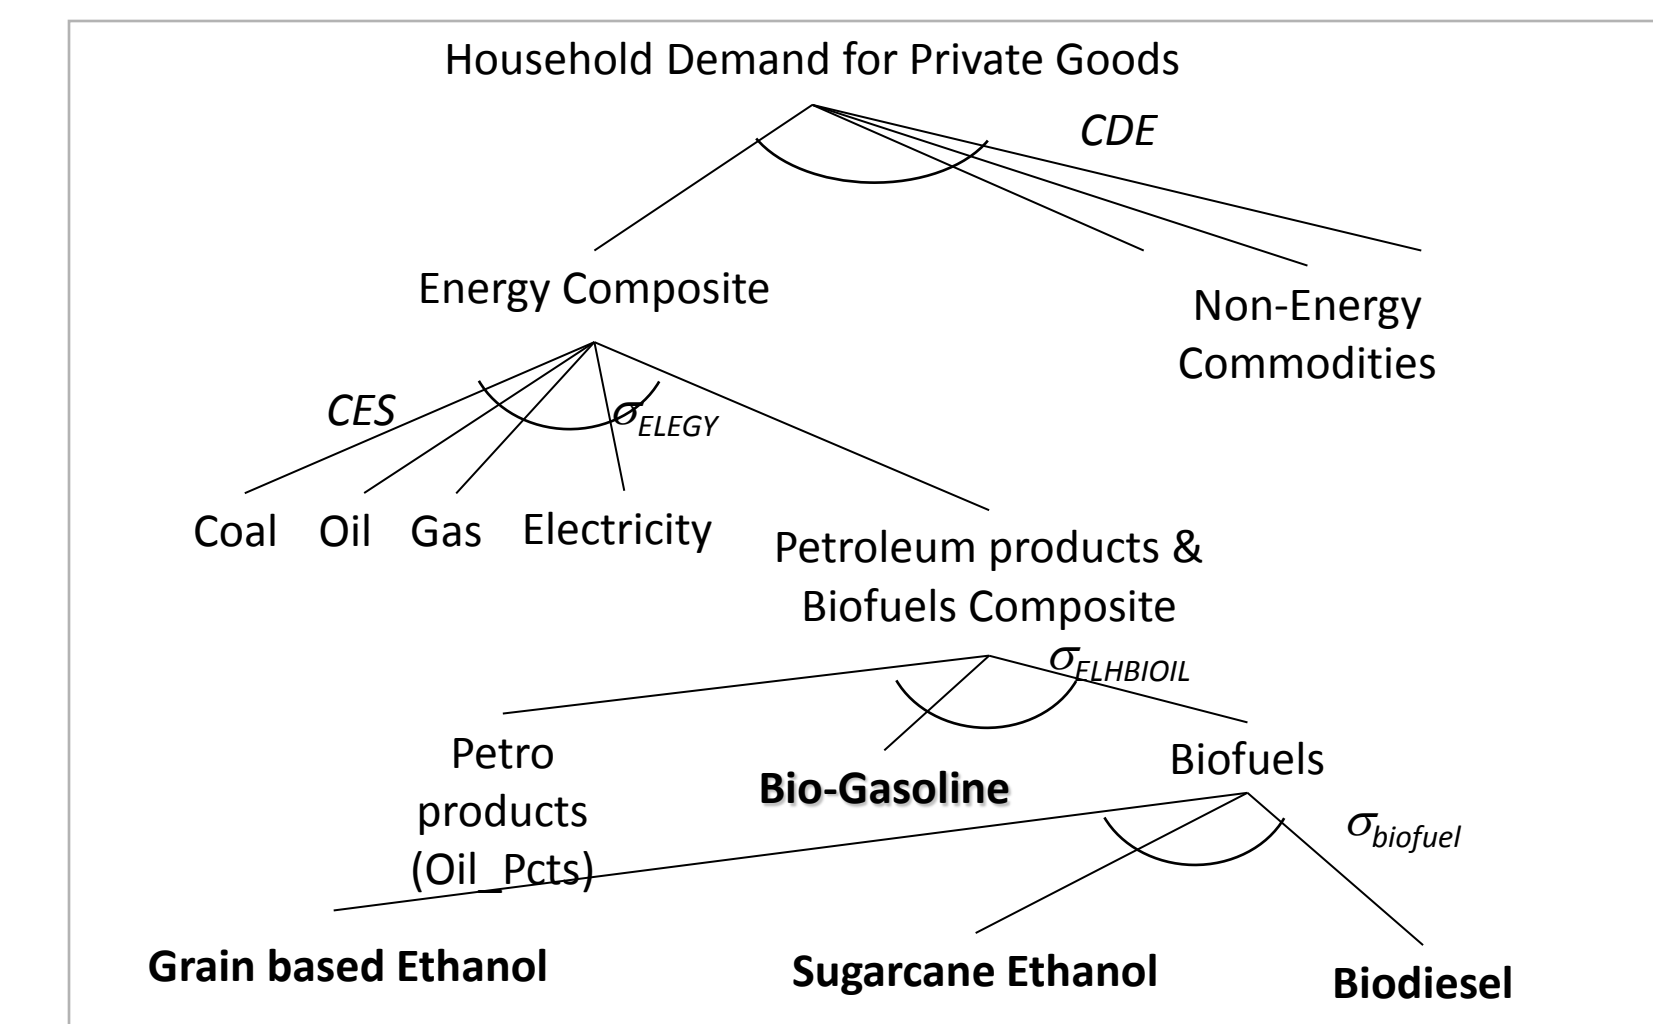 Household Demand for Private Goods
CDE
Energy Composite
Non-Energy
Commodities
CES
σELEGY
Coal
Oil
Gas
Electricity
Petroleum products &
Biofuels Composite
σELHBIOIL
Petro
products
(Oil_Pcts)
Bio-Gasoline
Biofuels
σbiofuel
Grain based Ethanol
Sugarcane Ethanol
Biodiesel